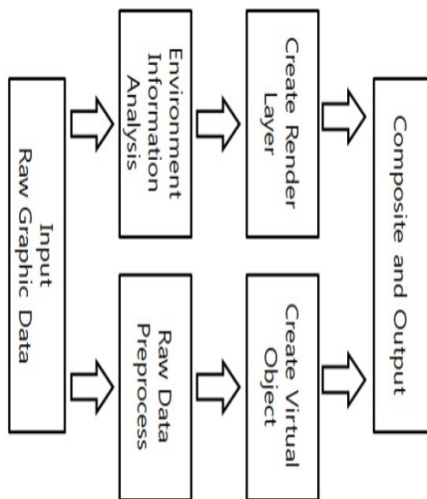 Input
Raw Graphic Data
Environment
Information
Analysis
Create Render
Layer
Raw Data
Preprocess
Create Virtual
Object
Composite and Output